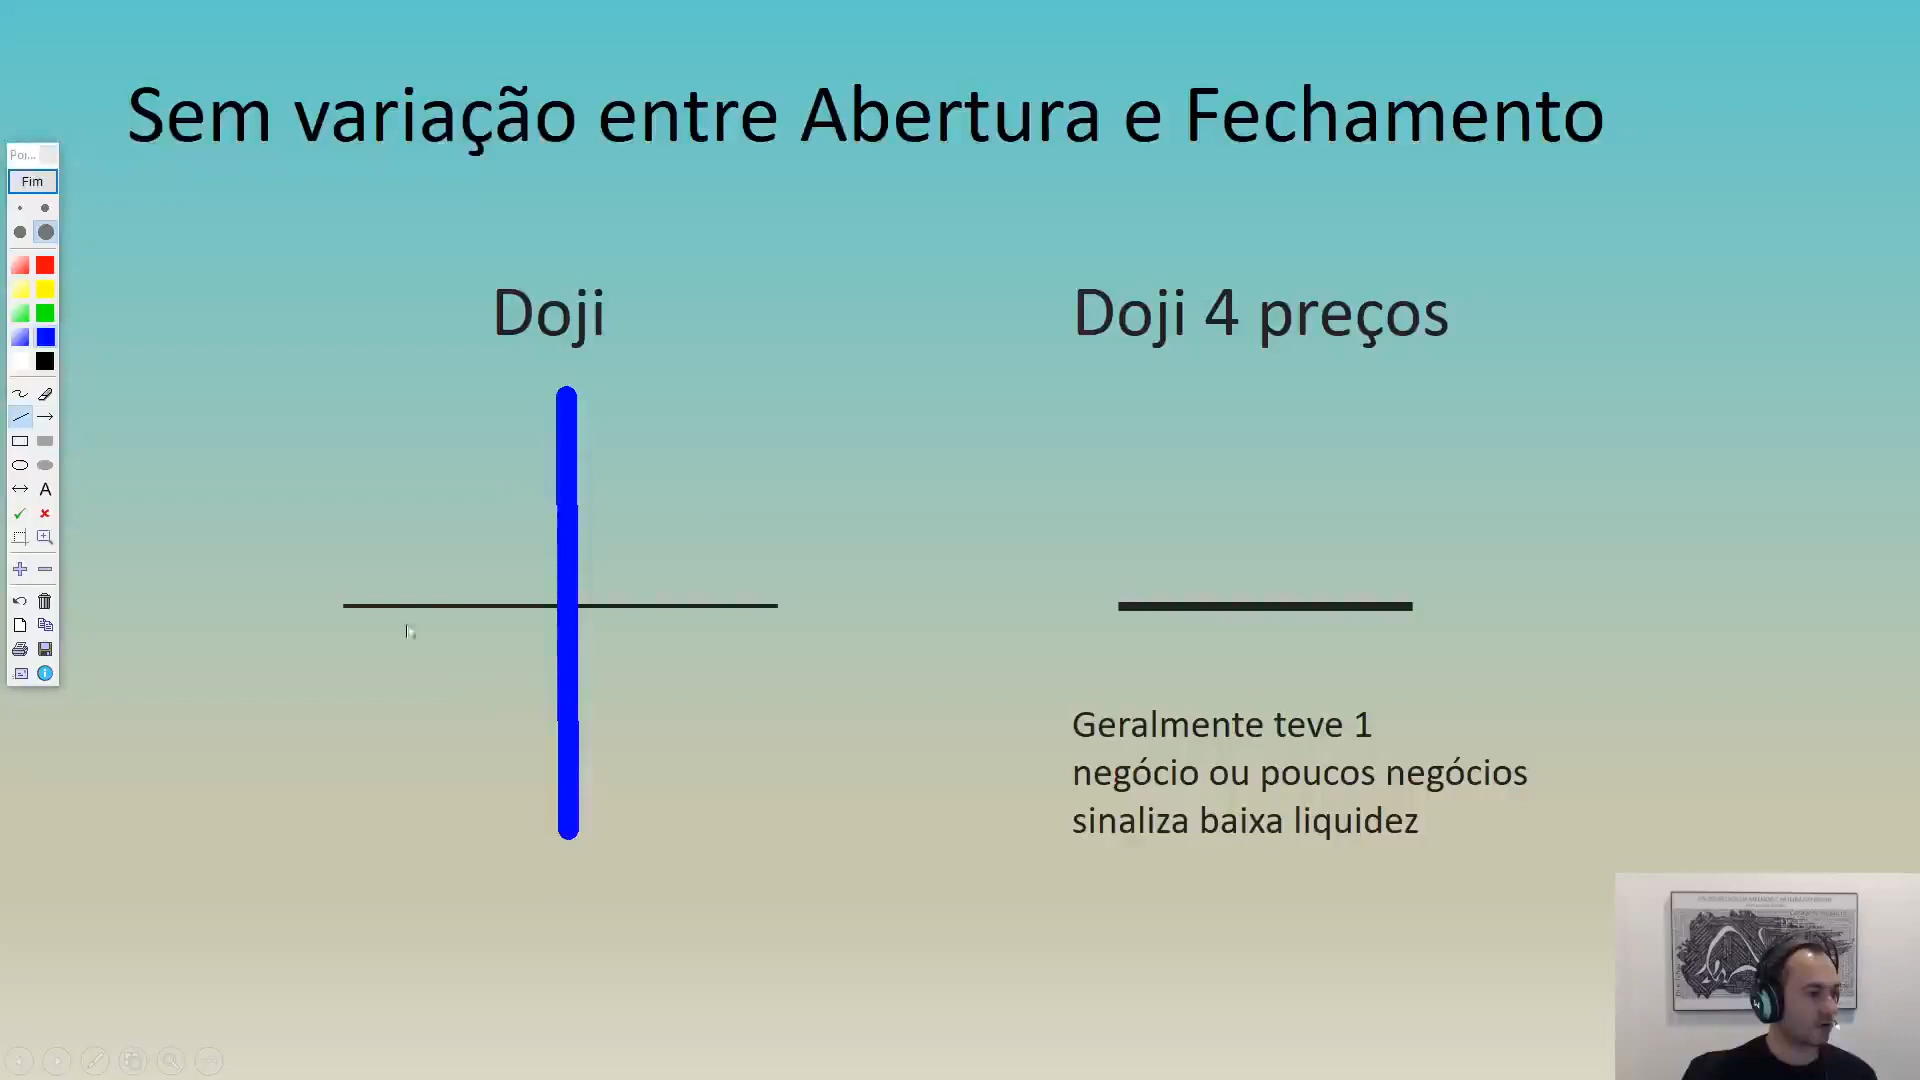 Sem variação entre Abertura e Fechamento
Poi...
Fim
A
Doji
Doji 4 preços
Geralmente teve 1
negócio ou poucos negócios
sinaliza baixa liquidez